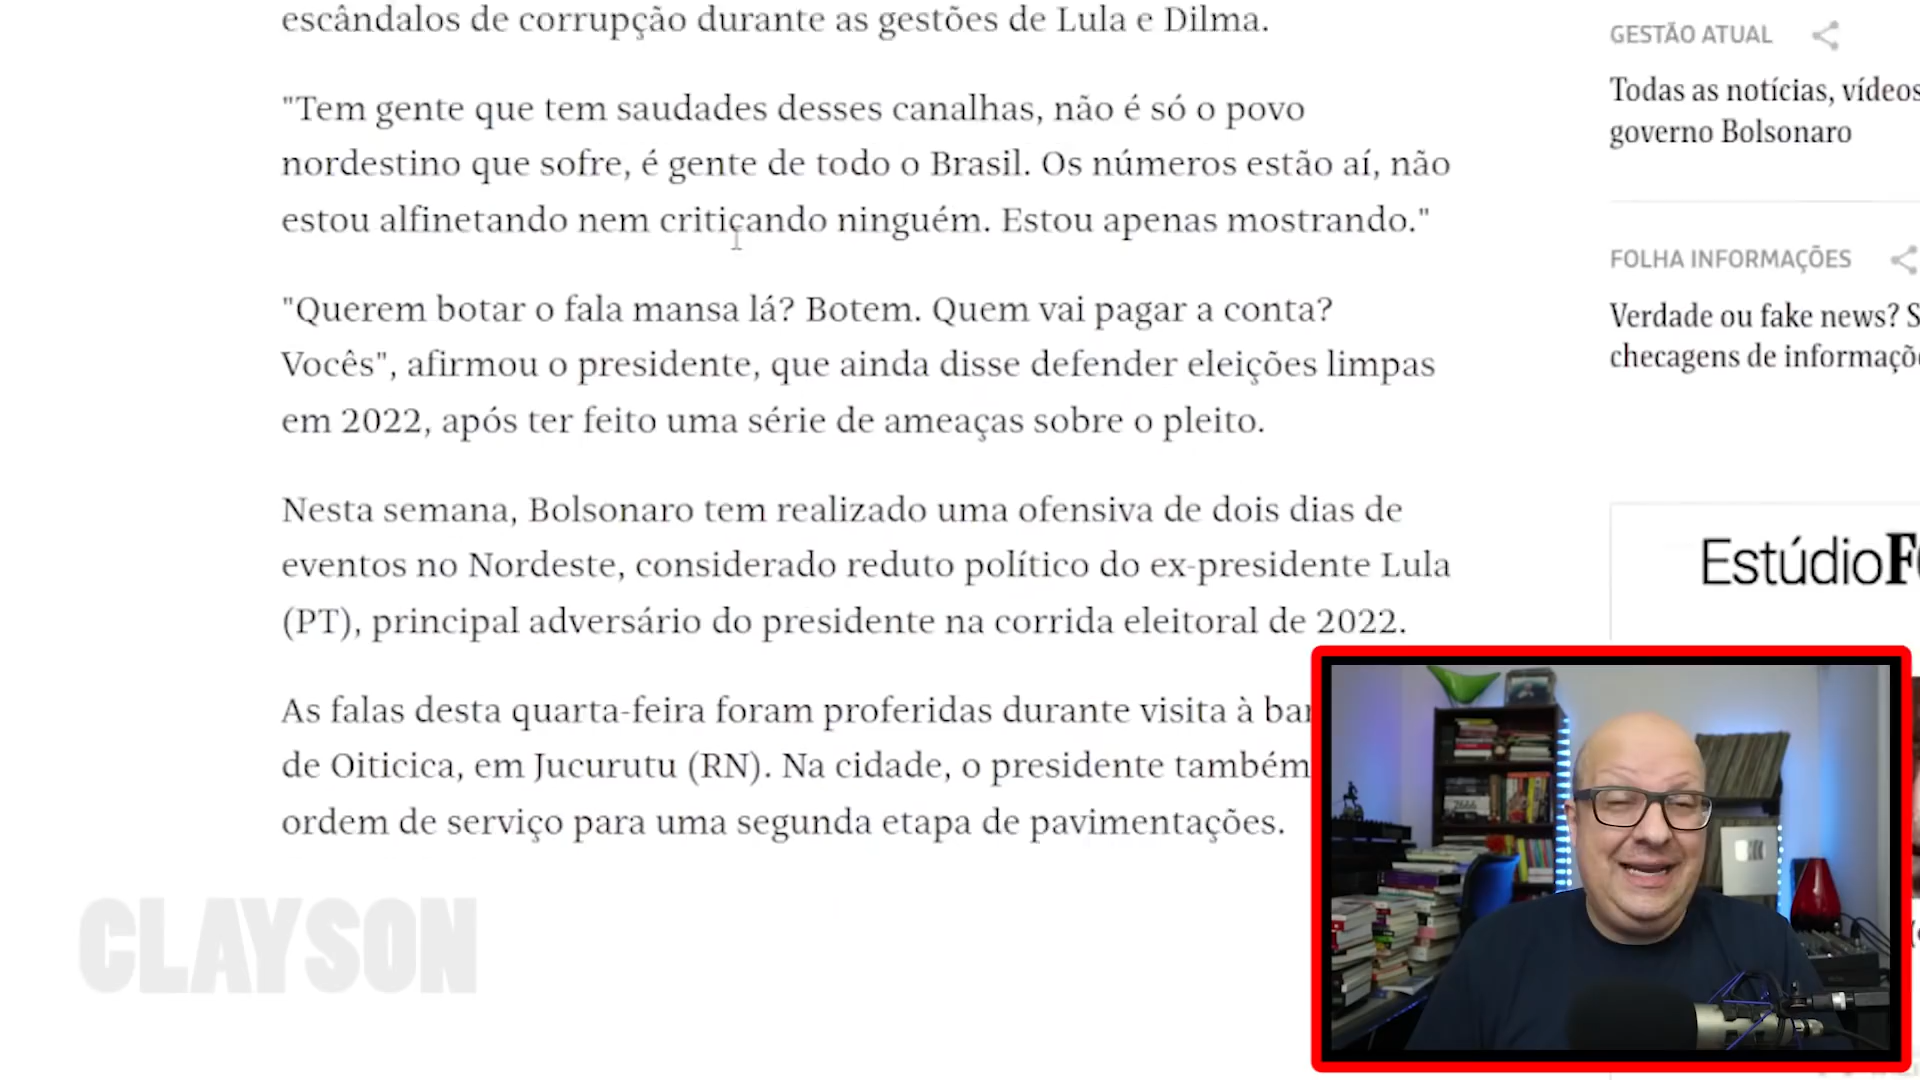 escândalos de corrupção durante as gestões de Lula e Dilma.
"Tem gente que tem saudades desses canalhas, não é só o povo
nordestino que sofre, é gente de todo o Brasil. Os números estão aí, não
estou alfinetando nem criticando ninguém. Estou apenas mostrando."
"Querem botar o fala mansa lá? Botem. Quem vai pagar a conta?
Vocês", afirmou o presidente, que ainda disse defender eleições limpas
em 2022, após ter feito uma série de ameaças sobre o pleito.
Nesta semana, Bolsonaro tem realizado uma ofensiva de dois dias de
eventos no Nordeste, considerado reduto político do ex-presidente Lula
(PT), principal adversário do presidente na corrida eleitoral de 2022.
As falas desta quarta-feira foram proferidas durante visita à
de Oiticica, em Jucurutu (RN). Na cidade, o presidente também
ordem de serviço para uma segunda etapa de pavimentações.
GESTÃO ATUAL
Todas as notícias, vídeos
governo Bolsonaro
FOLHA INFORMAÇÕES
Verdade ou fake news?
checagens de
Estúdio
CLAYSON